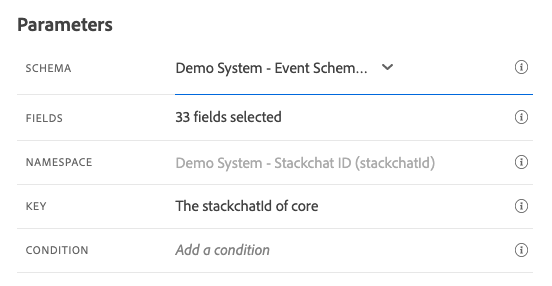 Parameters
SCHEMA Demo System - Event Schem...
FIELDS 33 fields selected
NAMESPACE Demo System - Stackchat ID (stackchatId)
KEY The stackchatId of core
CONDITION Add a condition